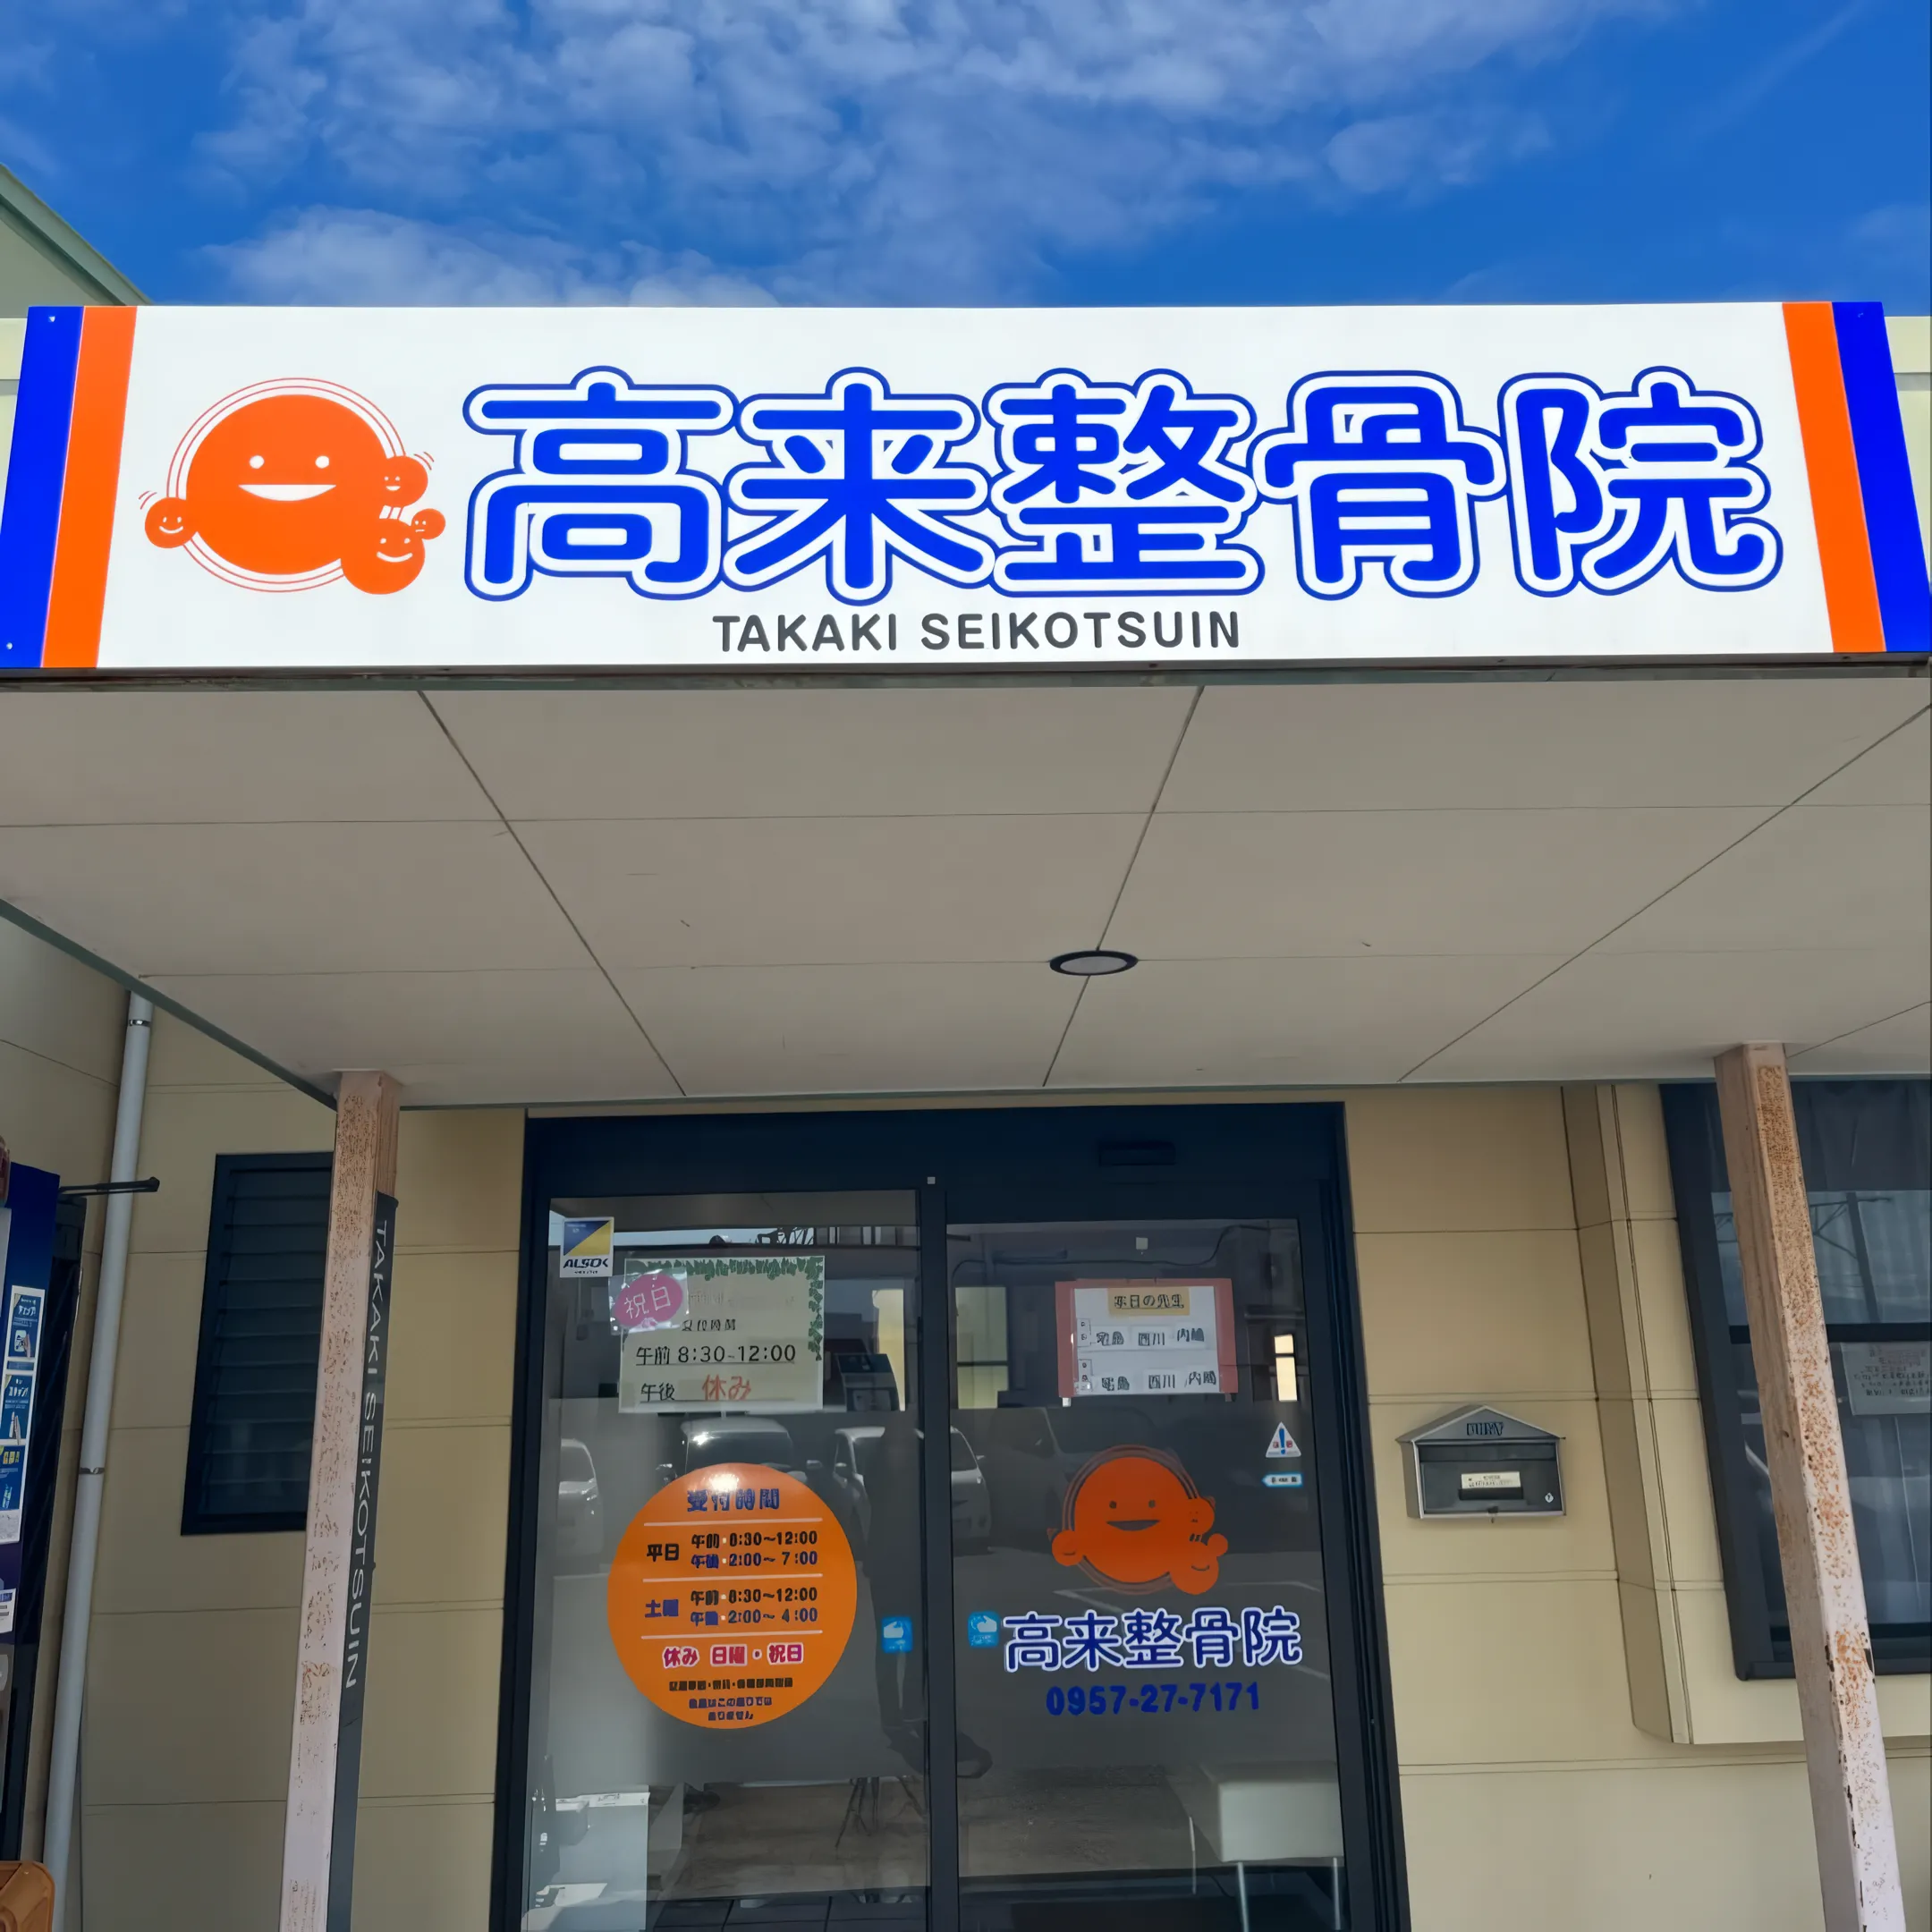 高来整骨院
TAKAKI SEIKOTSUIN
TAKAKI SEIKOTSUIN
ALSOK
祝日
午前 8:30~12:00
午後 休み
本日の先生
西川 内嶋
西川 内嶋
受付時間
平日 午前・8:30～12:00
午後・2:00～7:00
土曜 午前・8:30～12:00
午後・2:00～4:00
休み 日曜・祝日
高来整骨院
0957-27-7171